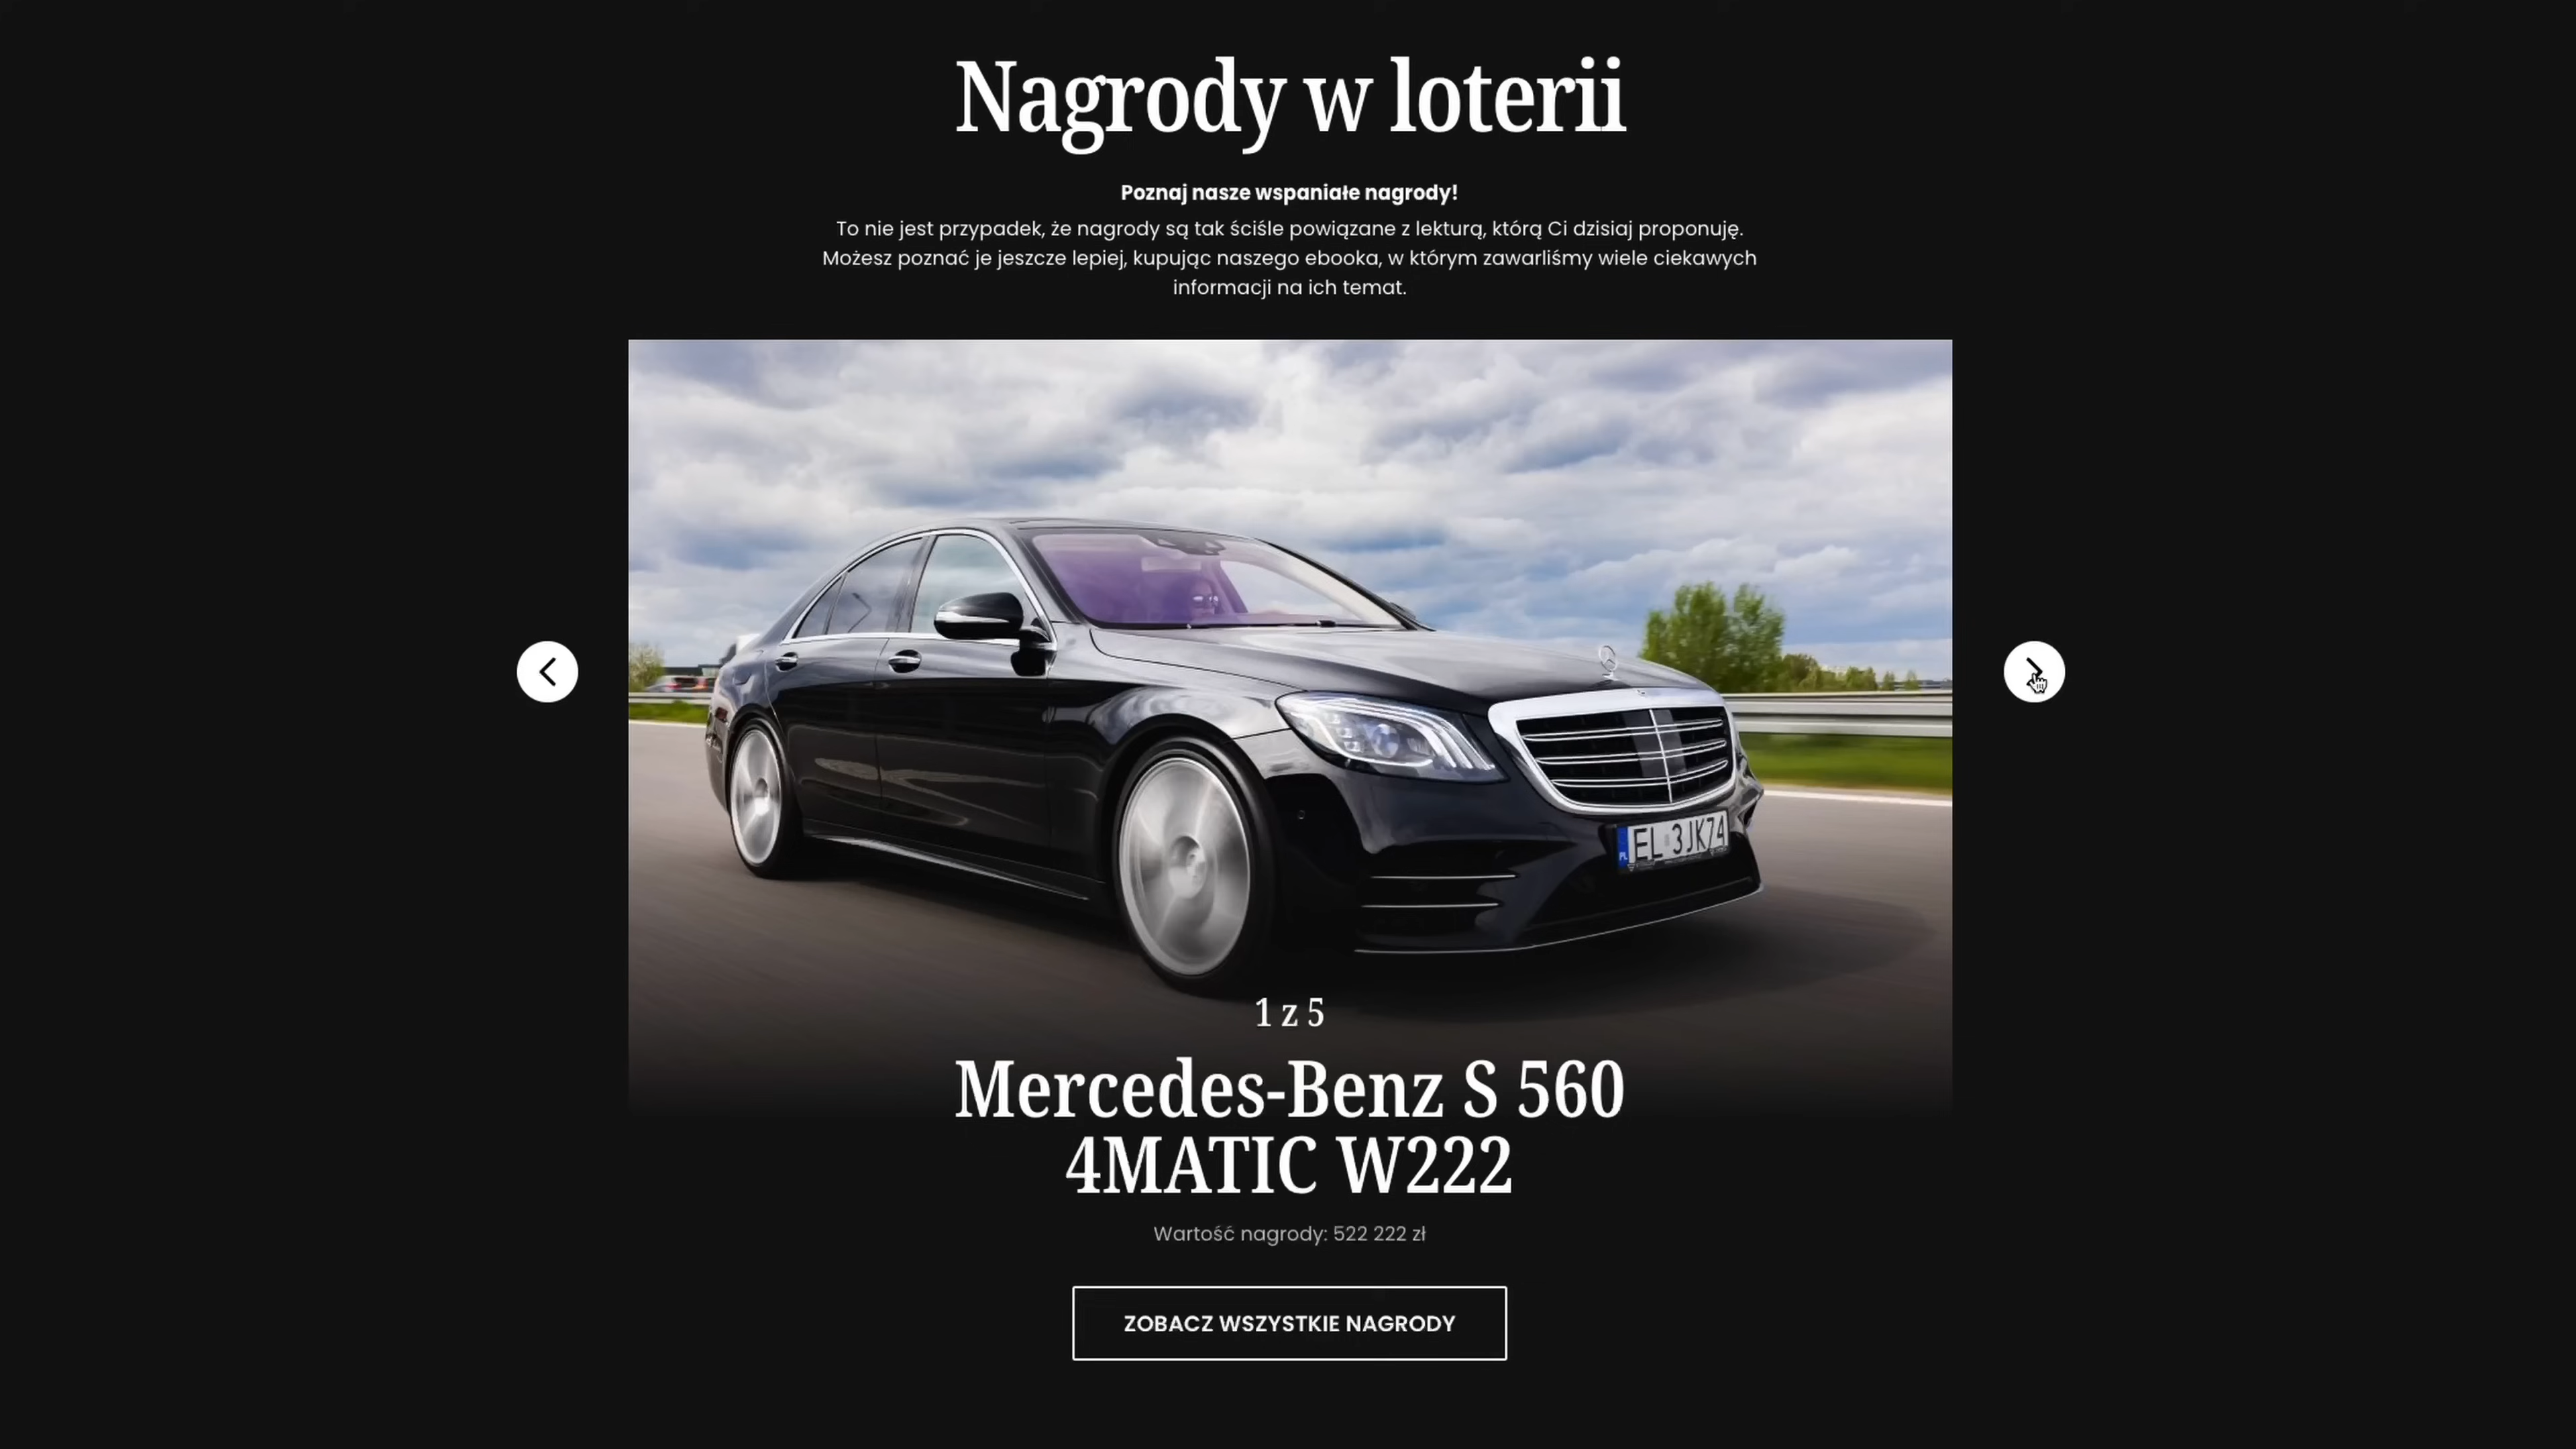 Nagrody w loterii
Poznaj nasze wspaniałe nagrody!
To nie jest przypadek, że nagrody są tak ściśle powiązane z lekturą, którą Ci dzisiaj proponuję.
Możesz poznać je jeszcze lepiej, kupując naszego ebooka, w którym zawarliśmy wiele ciekawych
informacji na ich temat.
PL EL 3JK74
1 z 5
Mercedes-Benz S 560
4MATIC W222
Wartość nagrody: 522 222 zł
ZOBACZ WSZYSTKIE NAGRODY